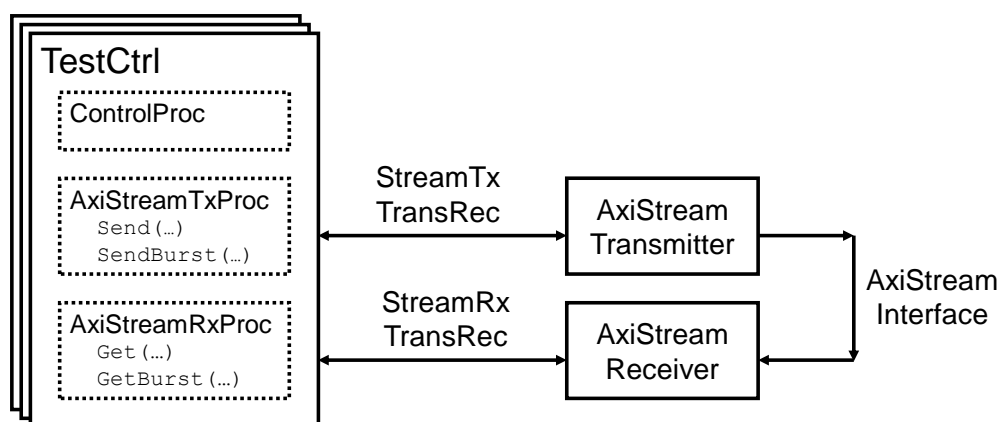 TestCtrl
ControlProc
AxiStreamTxProc
Send(…)
SendBurst(…)
AxiStreamRxProc
Get(…)
GetBurst(…)
StreamTx
TransRec
StreamRx
TransRec
AxiStream
Transmitter
AxiStream
Receiver
AxiStream
Interface